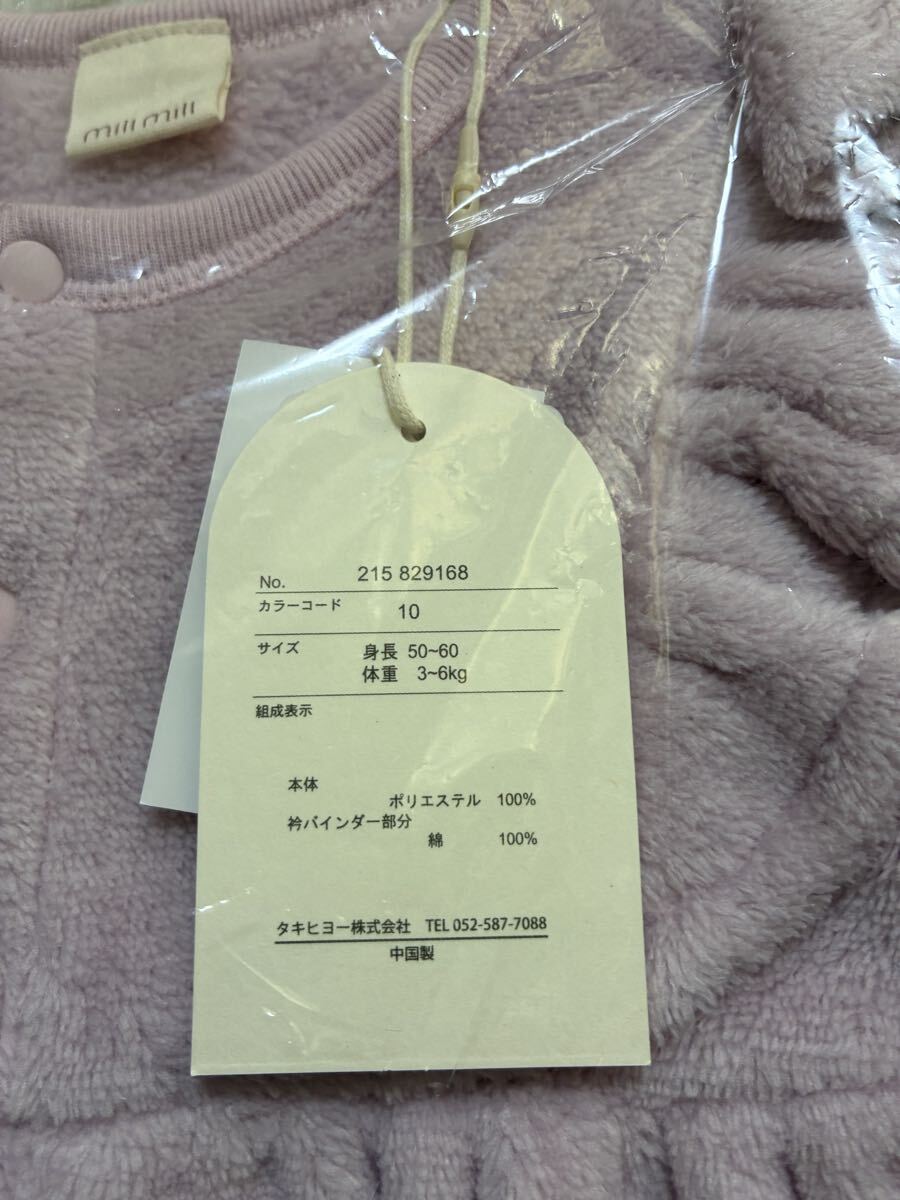 mili mili
No. 215 829168
カラーコード 10
サイズ 身長 50~60
体重 3~6kg
組成表示
本体
ポリエステル 100%
衿バインダー部分
綿 100%
タキヒヨー株式会社 TEL 052-587-7088
中国製